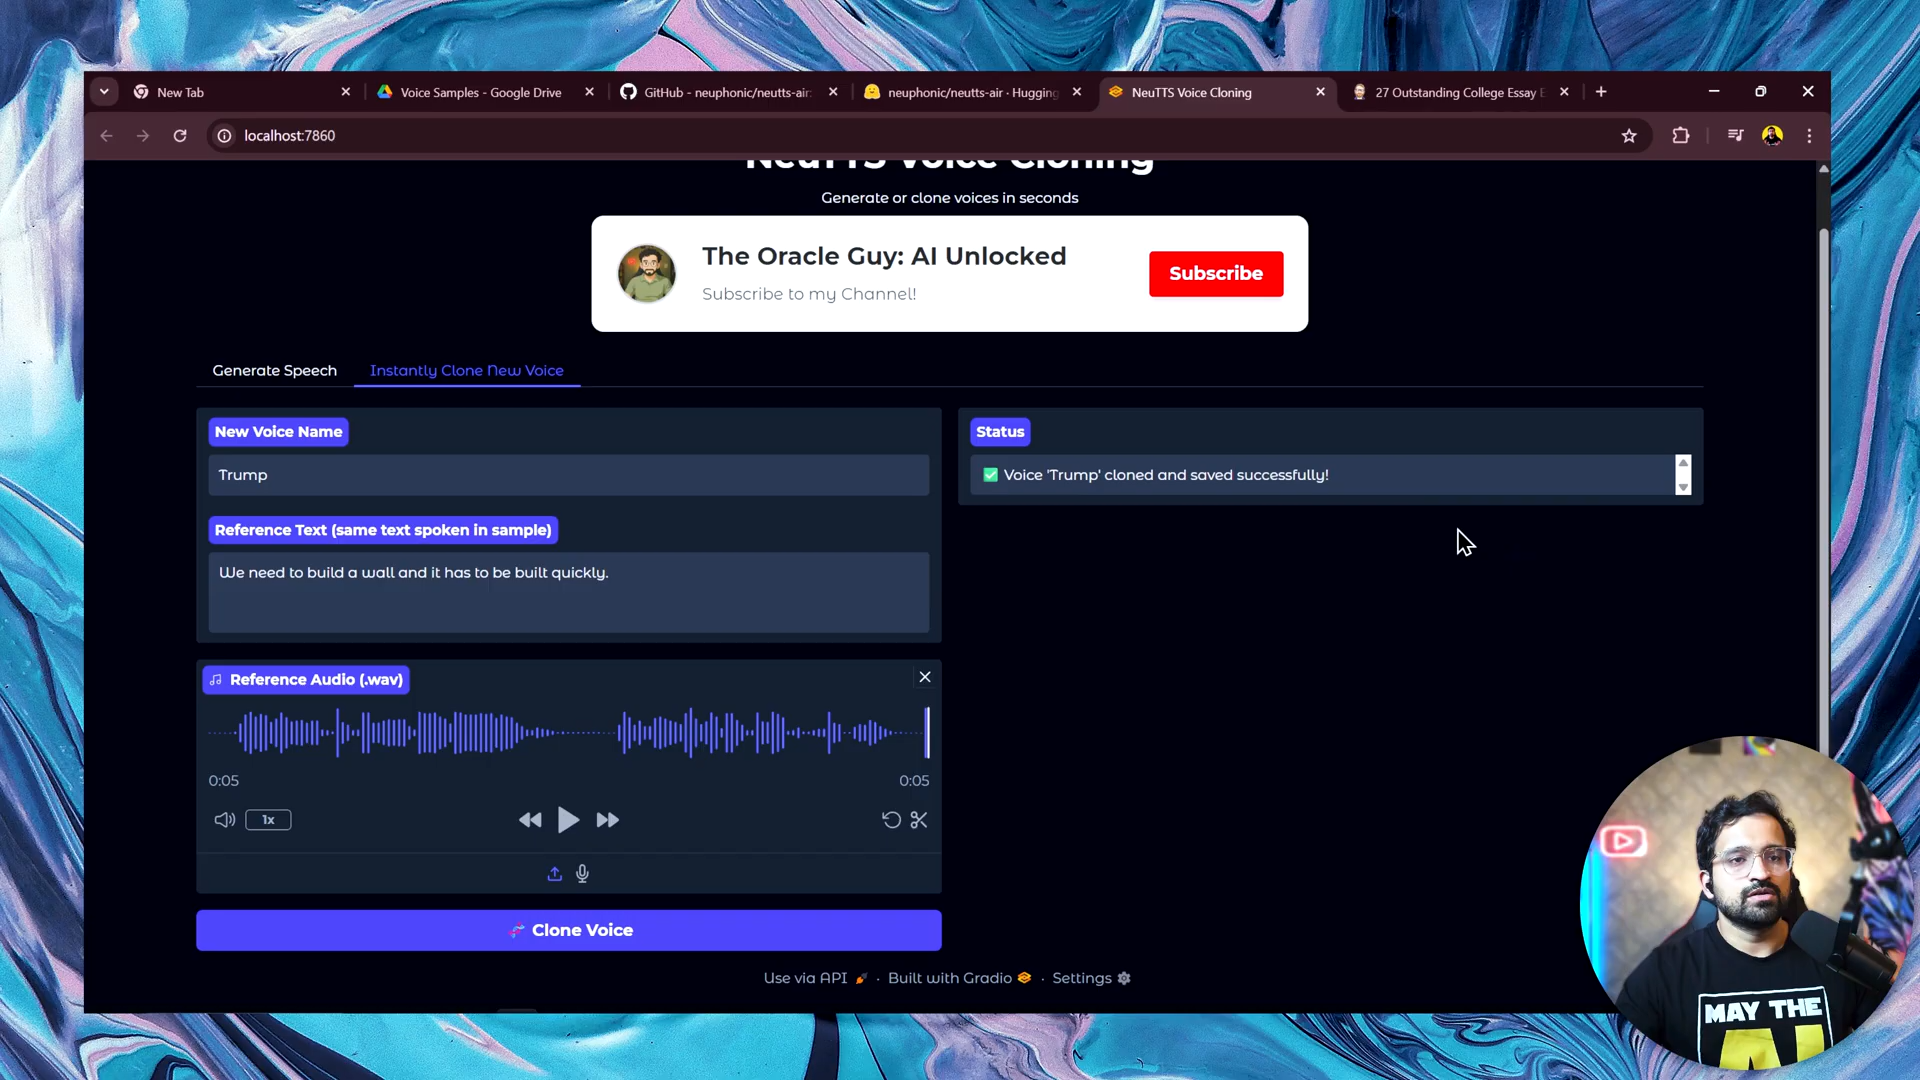 New Tab
Voice Samples - Google Drive
GitHub - neuphonic/neutts-air:
neuphonic/neutts-air · Hugging
NeuTTS Voice Cloning
27 Outstanding College Essay E
localhost:7860
NeuTTS Voice Cloning
Generate or clone voices in seconds
The Oracle Guy: AI Unlocked
Subscribe to my Channel!
Subscribe
Generate Speech
Instantly Clone New Voice
New Voice Name
Trump
Reference Text (same text spoken in sample)
We need to build a wall and it has to be built quickly.
Status
✅ Voice 'Trump' cloned and saved successfully!
Reference Audio (.wav)
0:05
0:05
1x
Clone Voice
Use via API · Built with Gradio · Settings
MAY THE
AI